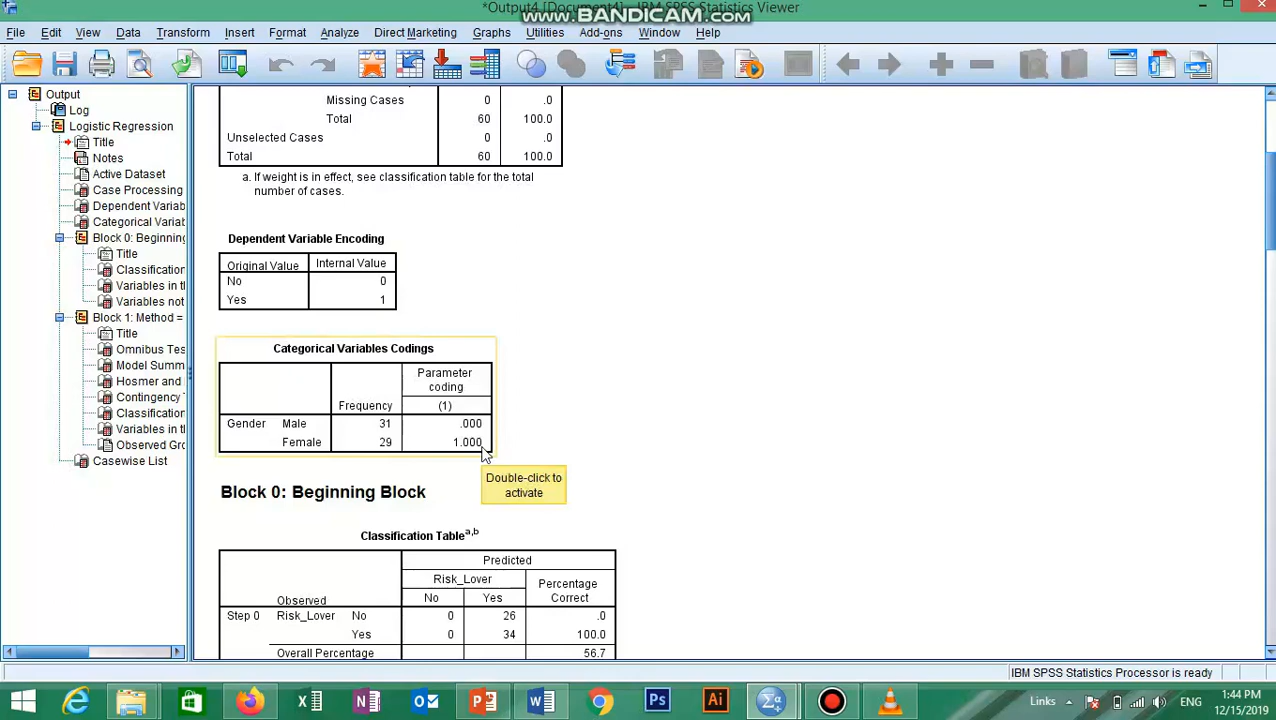 *Output4 [Document4] - IBM SPSS Statistics Viewer
www.BANDICAM.com
File Edit View Data Transform Insert Format Analyze Direct Marketing Graphs Utilities Add-ons Window Help
Output
Log
Logistic Regression
Title
Notes
Active Dataset
Case Processing
Dependent Variab
Categorical Variat
Block 0: Beginning
Title
Classification
Variables in th
Variables not
Block 1: Method =
Title
Omnibus Tes
Model Summ
Hosmer and
Contingency
Classification
Variables in th
Observed Gro
Casewise List
Missing Cases 0 .0
Total 60 100.0
Unselected Cases 0 .0
Total 60 100.0
a. If weight is in effect, see classification table for the total
number of cases.
Dependent Variable Encoding
Original Value Internal Value
No 0
Yes 1
Categorical Variables Codings
Parameter
coding
Frequency (1)
Gender Male 31 .000
Female 29 1.000
Double-click to
activate
Block 0: Beginning Block
Classification Table a,b
Predicted
Risk_Lover Percentage
Correct
Observed No Yes
Step 0 Risk_Lover No 0 26 .0
Yes 0 34 100.0
Overall Percentage 56.7
IBM SPSS Statistics Processor is ready
Links ENG
1:44 PM
12/15/2019